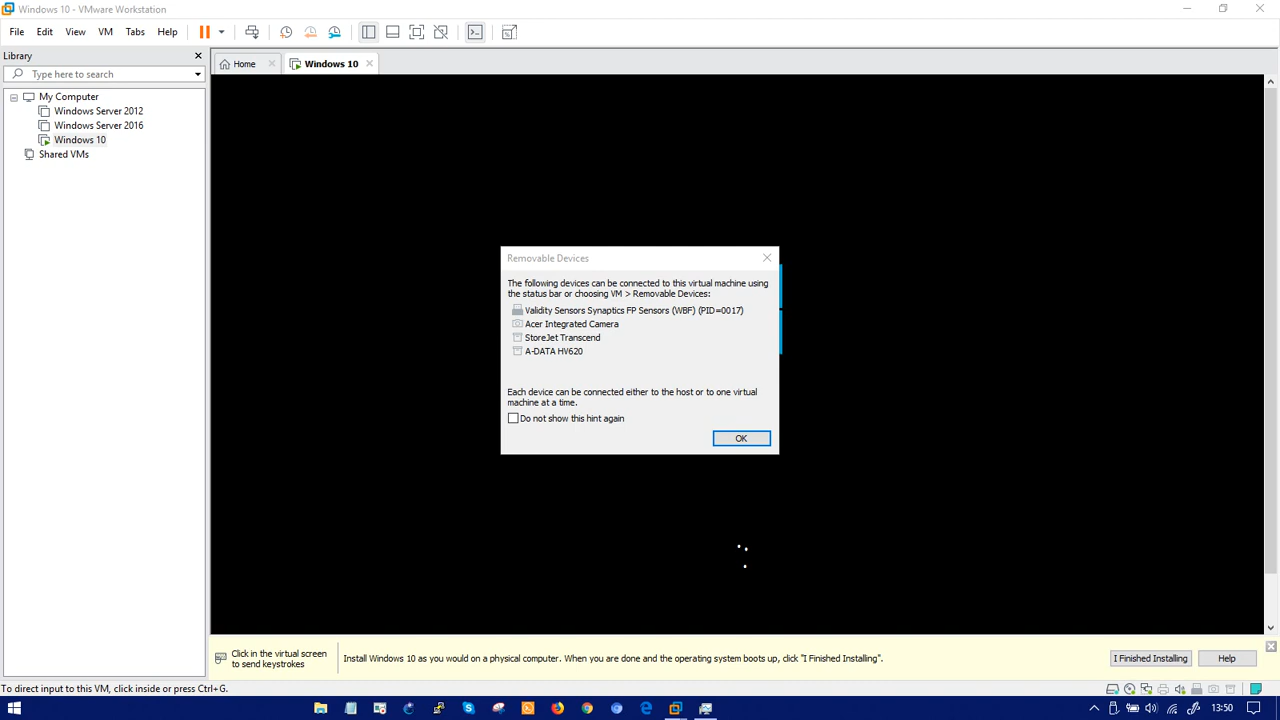 Windows 10 - VMware Workstation
File Edit View VM Tabs Help
Library
Type here to search
My Computer
Windows Server 2012
Windows Server 2016
Windows 10
Shared VMs
Home
Windows 10
Removable Devices
The following devices can be connected to this virtual machine using
the status bar or choosing VM > Removable Devices:
Validity Sensors Synaptics FP Sensors (WBF) (PID=0017)
Acer Integrated Camera
StoreJet Transcend
A-DATA HV620
Each device can be connected either to the host or to one virtual
machine at a time.
Do not show this hint again
OK
Click in the virtual screen
to send keystrokes
Install Windows 10 as you would on a physical computer. When you are done and the operating system boots up, click "I Finished Installing".
I Finished Installing
Help
To direct input to this VM, click inside or press Ctrl+G.
13:50